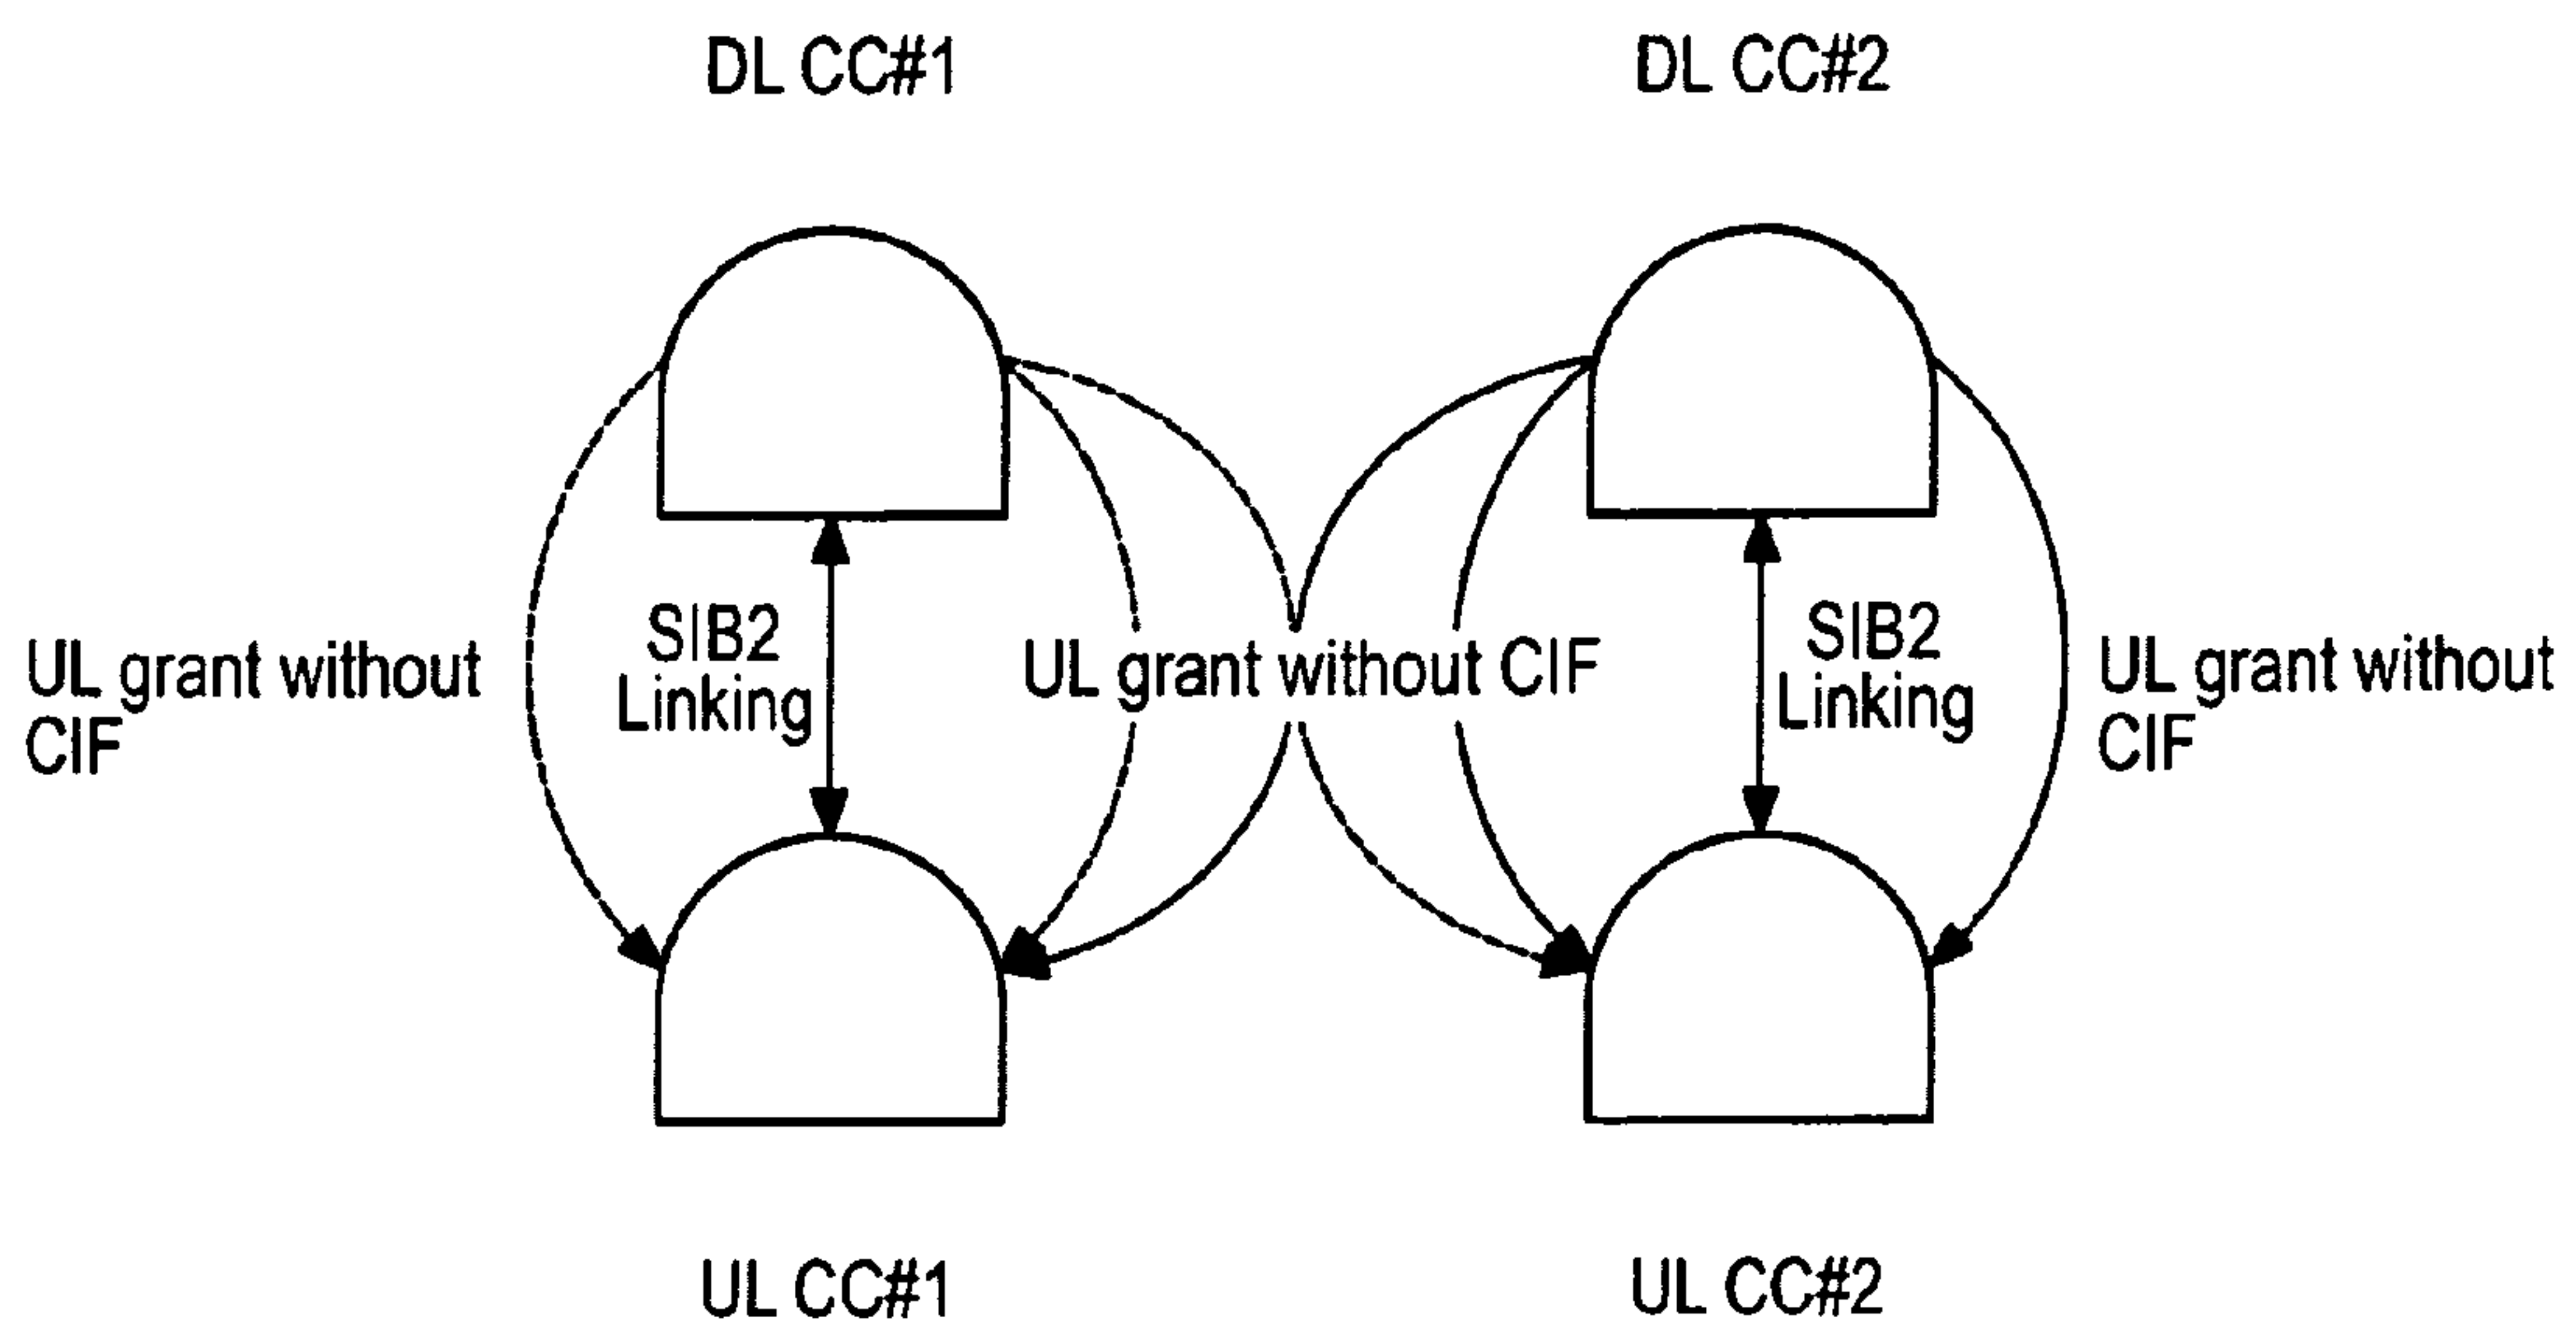 DL CC#1
DL CC#2
UL grant without
CIF
SIB2
Linking
UL grant without CIF
SIB2
Linking
UL grant without
CIF
UL CC#1
UL CC#2